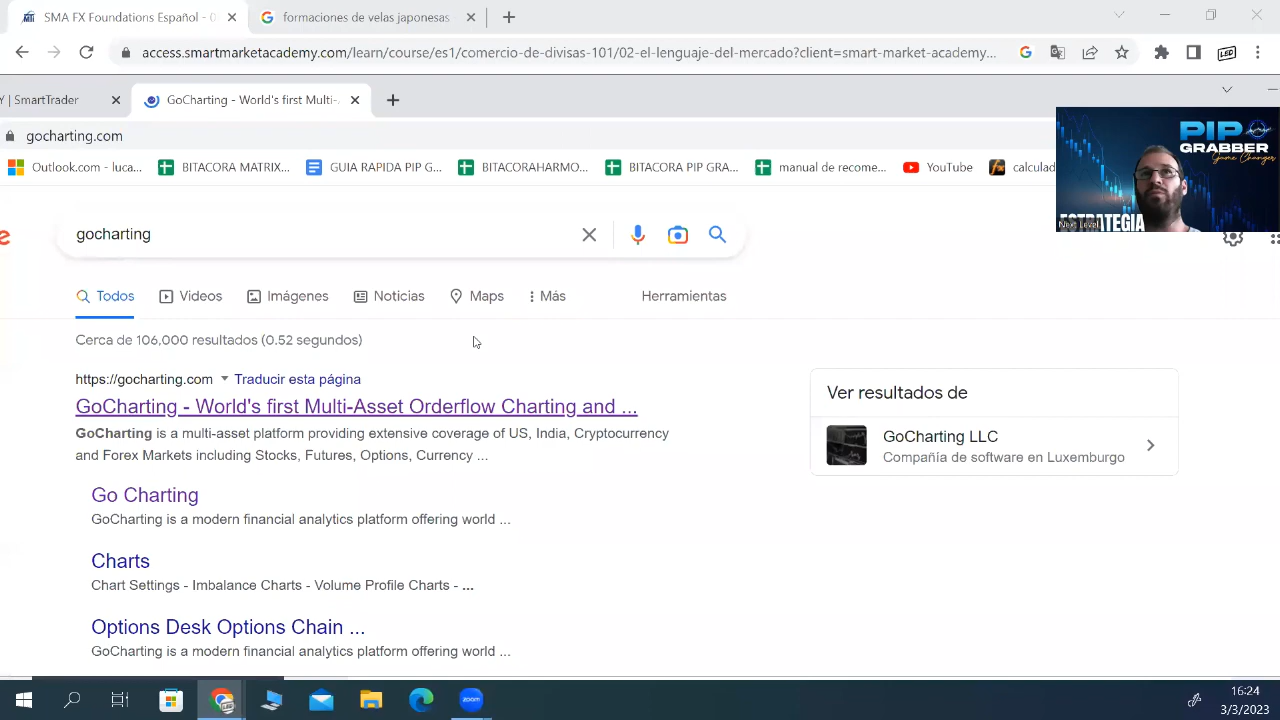 SMA FX Foundations Español - 0
formaciones de velas japonesas
access.smartmarketacademy.com/learn/course/es1/comercio-de-divisas-101/02-el-lenguaje-del-mercado?client=smart-market-academy...
Y | SmartTrader
GoCharting - World's first Multi-
gocharting.com
Outlook.com - luca...
BITACORA MATRIX...
GUIA RAPIDA PIP G...
BITACORAHARMO...
BITACORA PIP GRA...
manual de recome...
YouTube
calculad
PIP
GRABBER
Game Changer
ESTRATEGIA
Next Level
gocharting
Todos
Videos
Imágenes
Noticias
Maps
Más
Herramientas
Cerca de 106,000 resultados (0.52 segundos)
https://gocharting.com
Traducir esta página
GoCharting - World's first Multi-Asset Orderflow Charting and ...
GoCharting is a multi-asset platform providing extensive coverage of US, India, Cryptocurrency
and Forex Markets including Stocks, Futures, Options, Currency ...
Go Charting
GoCharting is a modern financial analytics platform offering world ...
Charts
Chart Settings - Imbalance Charts - Volume Profile Charts - ...
Options Desk Options Chain ...
GoCharting is a modern financial analytics platform offering world ...
Ver resultados de
GoCharting LLC
Compañía de software en Luxemburgo
zoom
16:24
3/3/2023